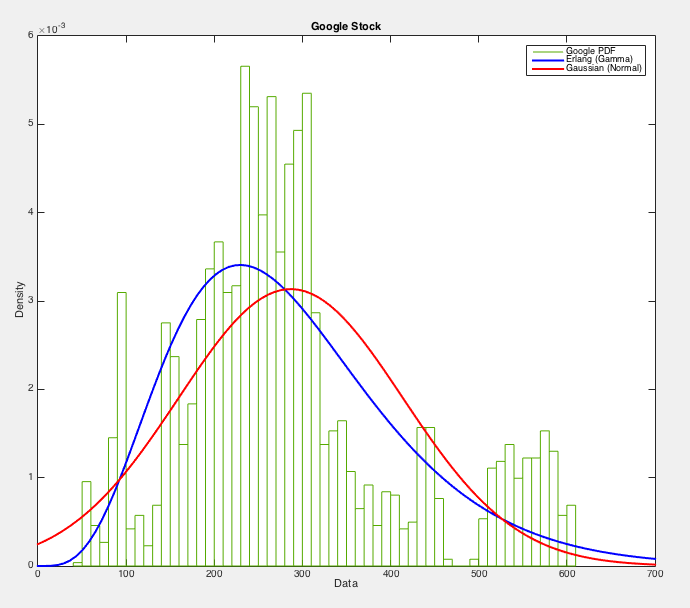 Google Stock
×10⁻³
Google PDF
Erlang (Gamma)
Gaussian (Normal)
6
5
4
3
2
1
0
Density
0 100 200 300 400 500 600 700
Data